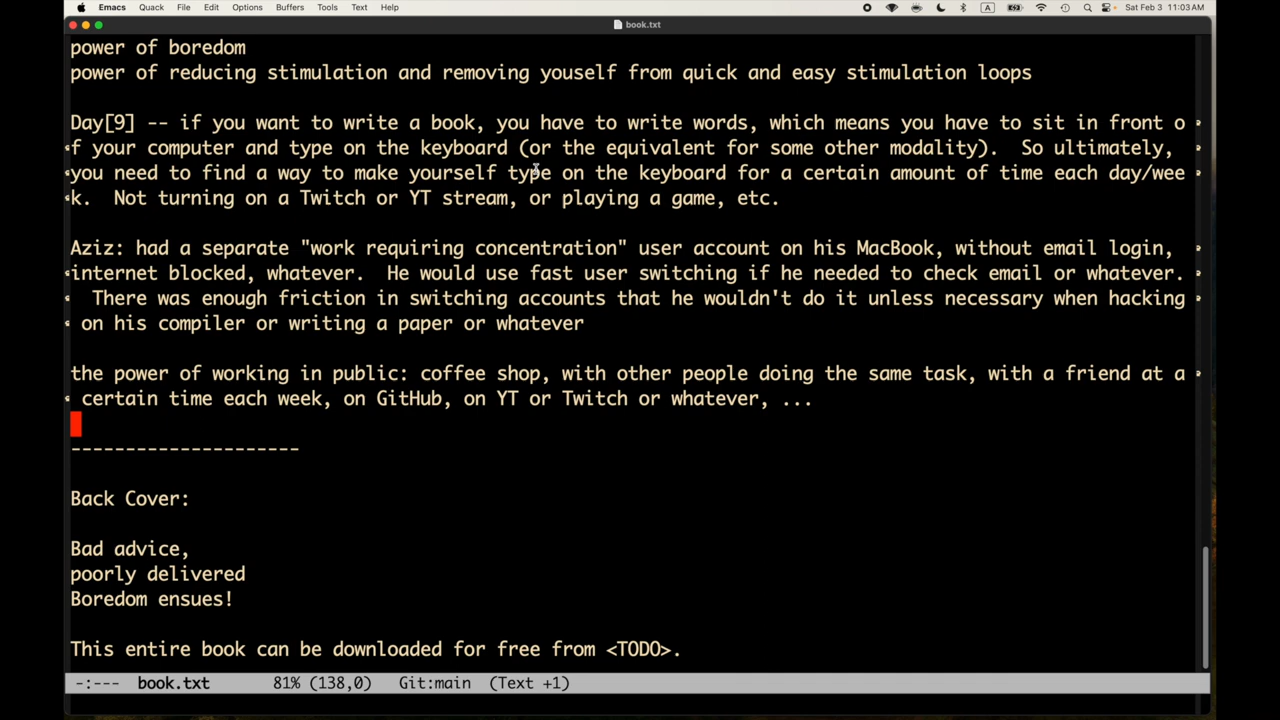 Emacs Quack File Edit Options Buffers Tools Text Help A Sat Feb 3 11:03 AM
book.txt
power of boredom
power of reducing stimulation and removing youself from quick and easy stimulation loops
Day[9] -- if you want to write a book, you have to write words, which means you have to sit in front o
f your computer and type on the keyboard (or the equivalent for some other modality).  So ultimately,
you need to find a way to make yourself type on the keyboard for a certain amount of time each day/wee
k.  Not turning on a Twitch or YT stream, or playing a game, etc.
Aziz: had a separate "work requiring concentration" user account on his MacBook, without email login,
internet blocked, whatever.  He would use fast user switching if he needed to check email or whatever.
There was enough friction in switching accounts that he wouldn't do it unless necessary when hacking
on his compiler or writing a paper or whatever
the power of working in public: coffee shop, with other people doing the same task, with a friend at a
certain time each week, on GitHub, on YT or Twitch or whatever, ...
---------------------
Back Cover:
Bad advice,
poorly delivered
Boredom ensues!
This entire book can be downloaded for free from <TODO>.
-:--- book.txt 81% (138,0) Git:main (Text +1)